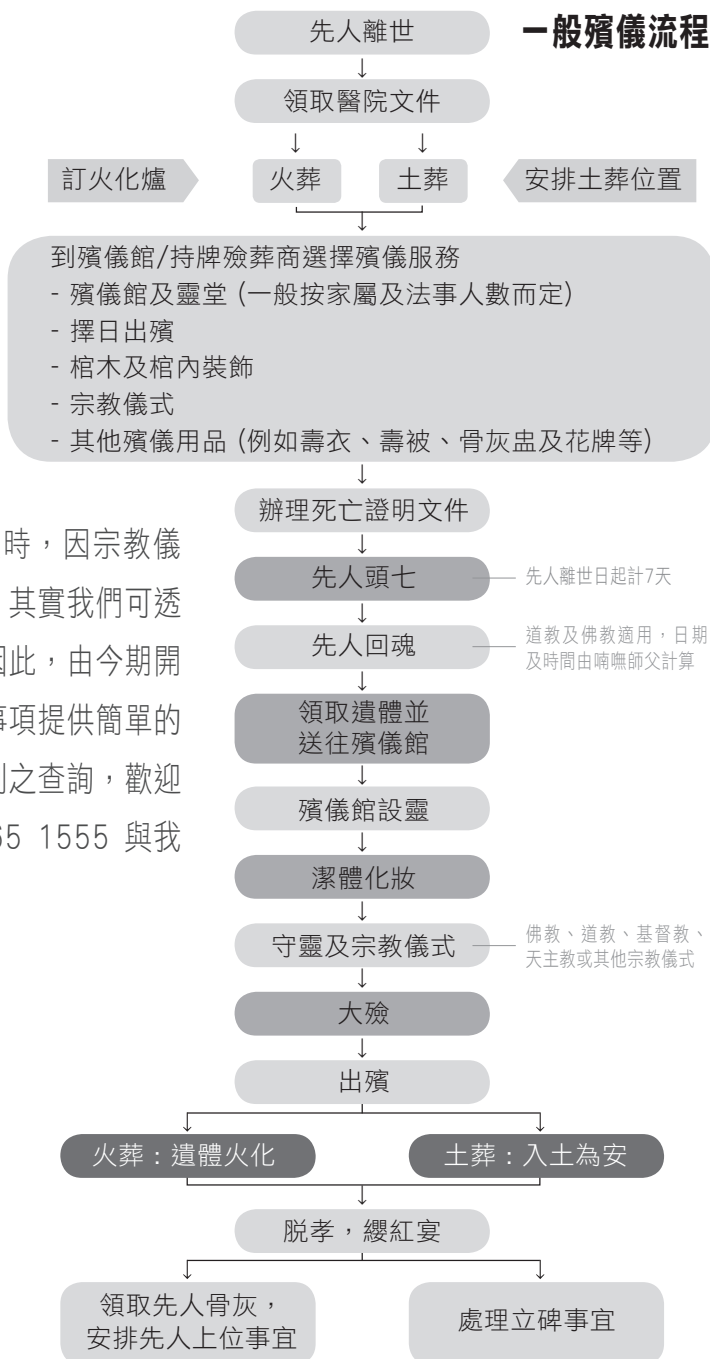 一般殯儀流程
先人離世
領取醫院文件
訂火化爐
火葬
土葬
安排土葬位置
到殯儀館/持牌殮葬商選擇殯儀服務
- 殯儀館及靈堂 (一般按家屬及法事人數而定)
- 擇日出殯
- 棺木及棺內裝飾
- 宗教儀式
- 其他殯儀用品 (例如壽衣、壽被、骨灰盅及花牌等)
時，因宗教儀
其實我們可透
因此，由今期開
事項提供簡單的
之查詢，歡迎
65 1555 與我
辦理死亡證明文件
先人頭七
先人離世日起計7天
先人回魂
道教及佛教適用，日期
及時間由喃嘸師父計算
領取遺體並
送往殯儀館
殯儀館設靈
潔體化妝
守靈及宗教儀式
佛教、道教、基督教、
天主教或其他宗教儀式
大殮
出殯
火葬：遺體火化
土葬：入土為安
脫孝，纓紅宴
領取先人骨灰，
安排先人上位事宜
處理立碑事宜